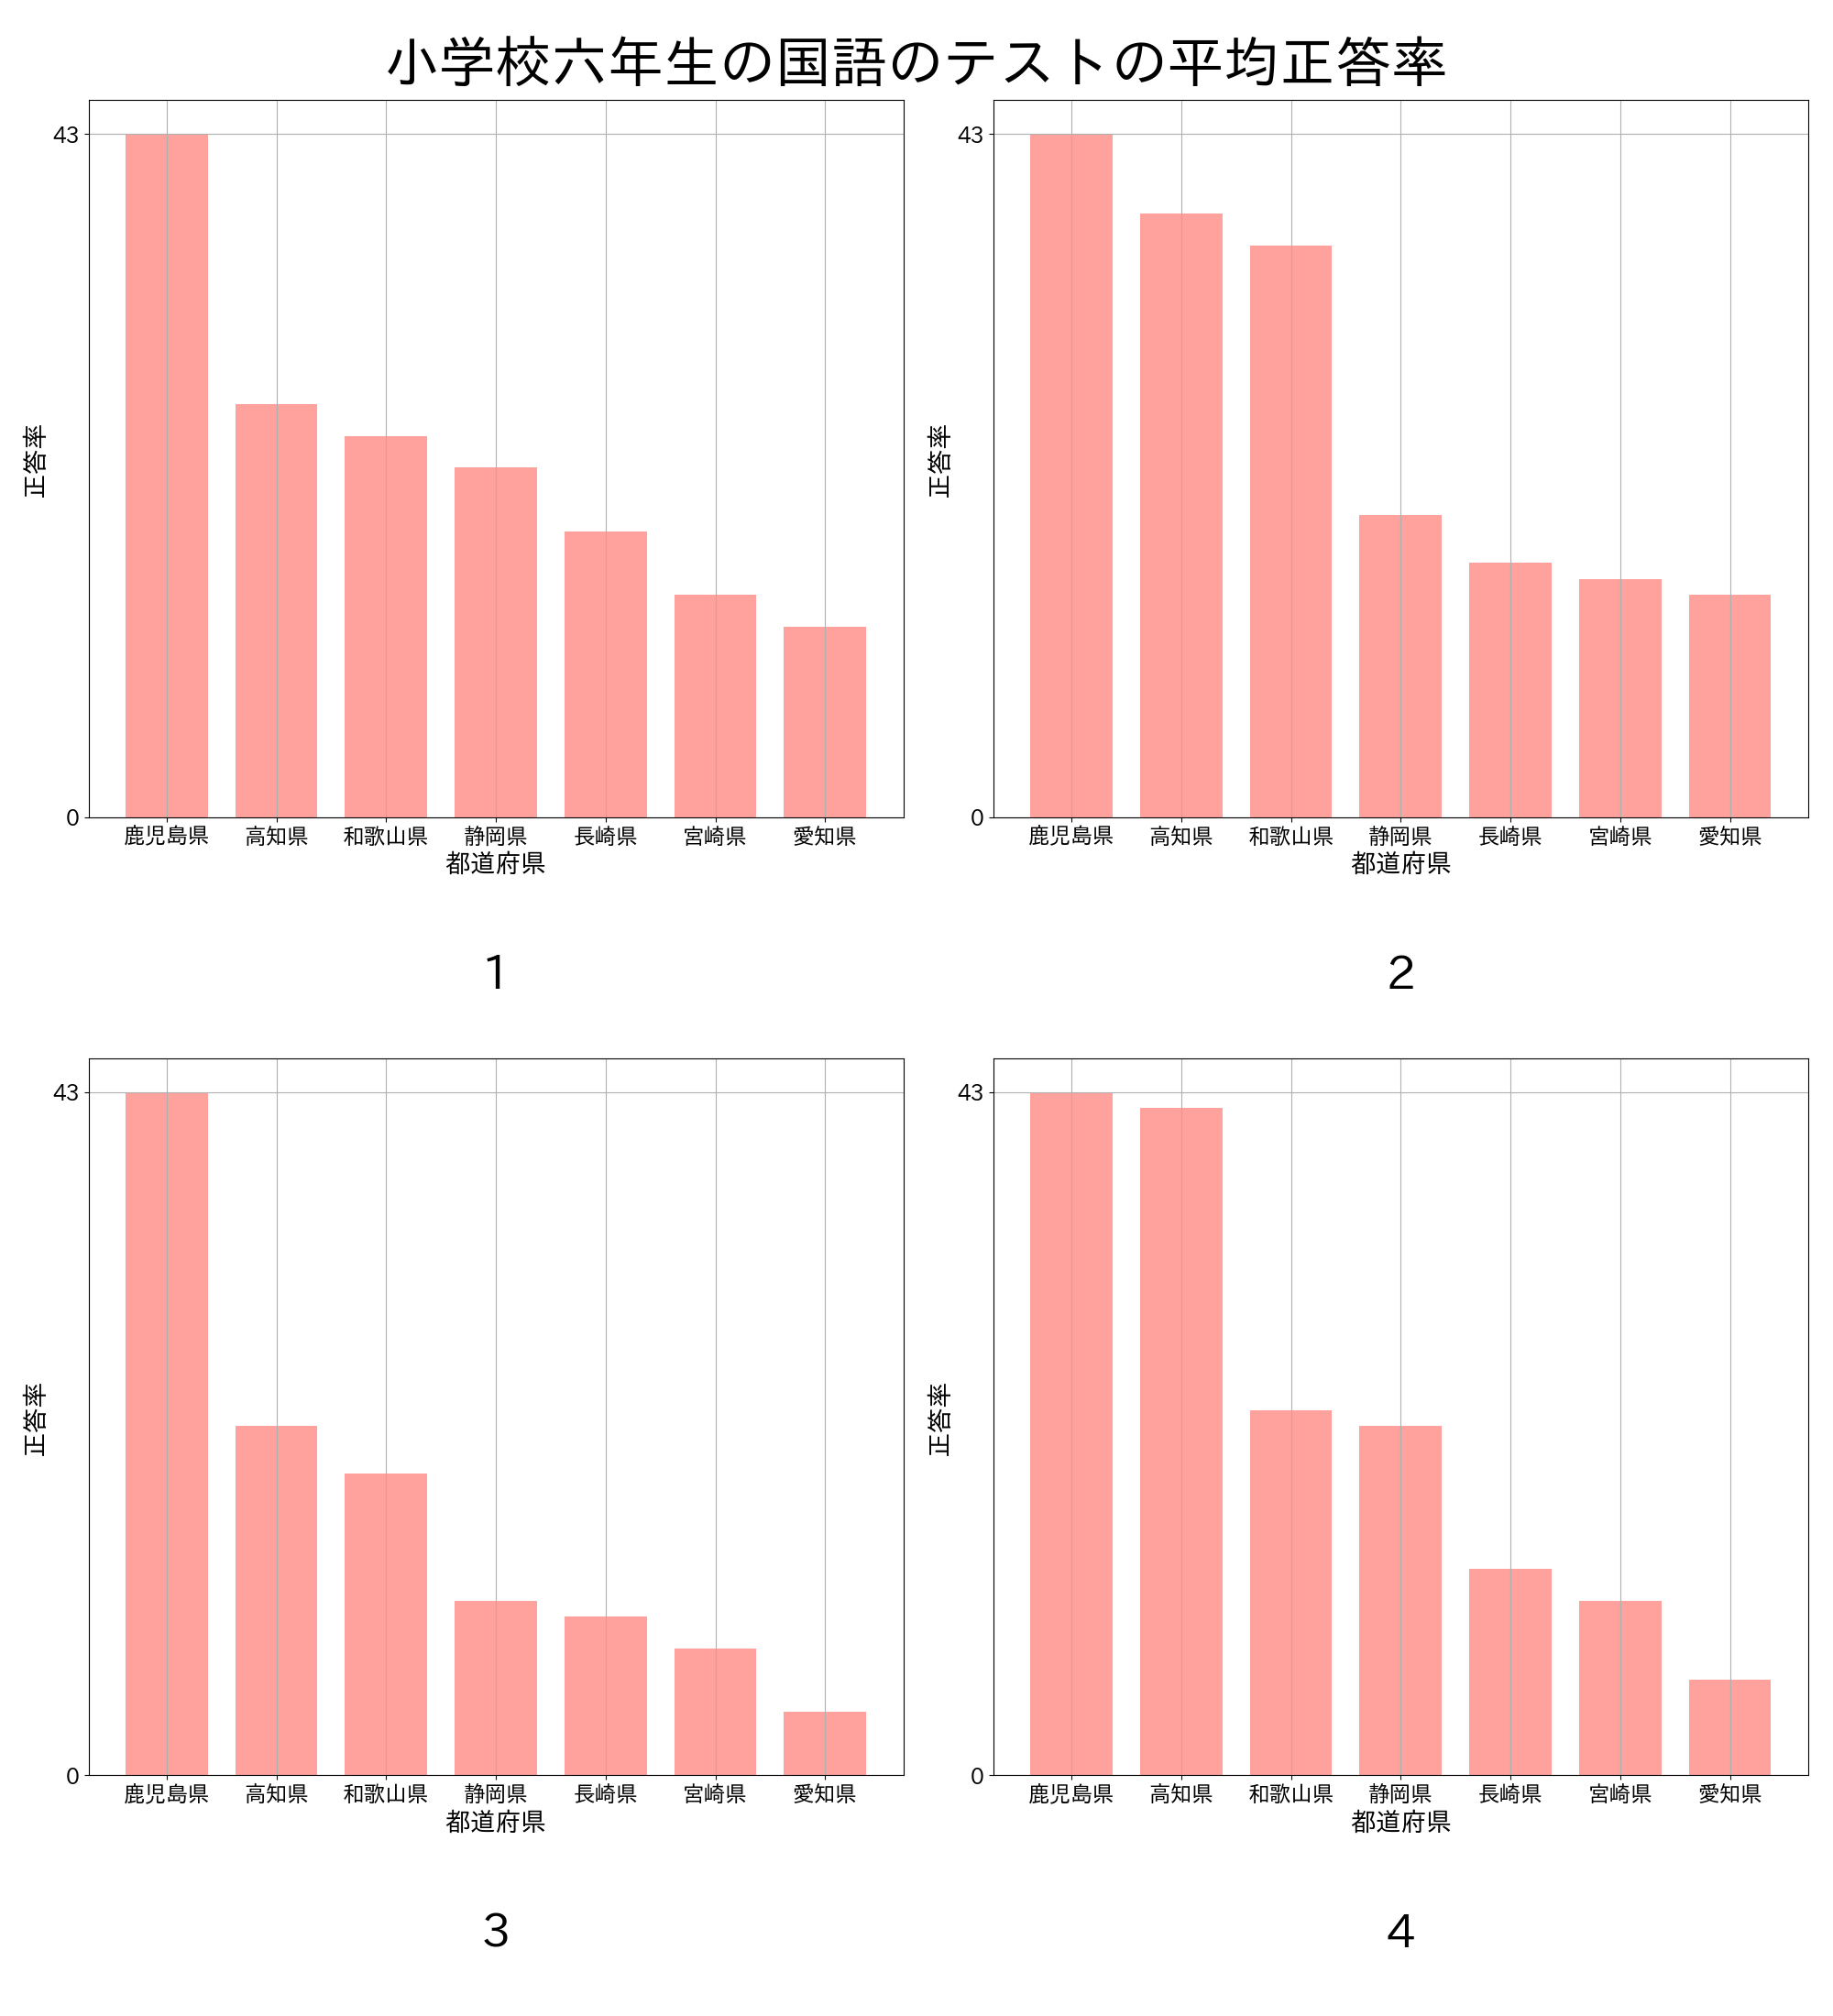 小学校六年生の国語のテストの平均正答率
43
0
正答率
鹿児島県 高知県 和歌山県 静岡県 長崎県 宮崎県 愛知県
都道府県
1
43
0
正答率
鹿児島県 高知県 和歌山県 静岡県 長崎県 宮崎県 愛知県
都道府県
2
43
0
正答率
鹿児島県 高知県 和歌山県 静岡県 長崎県 宮崎県 愛知県
都道府県
3
43
0
正答率
鹿児島県 高知県 和歌山県 静岡県 長崎県 宮崎県 愛知県
都道府県
4